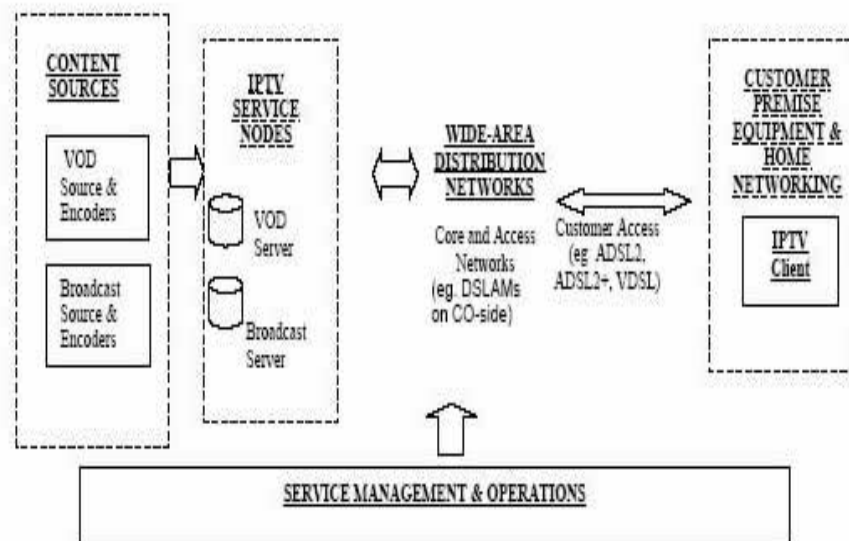 CONTENT
SOURCES
VOD
Source &
Encoders
Broadcast
Source &
Encoders
IPTV
SERVICE
NODES
VOD
Server
Broadcast
Server
WIDE-AREA
DISTRIBUTION
NETWORKS
Core and Access
Networks
(eg. DSLAMs
on CO-side)
Customer Access
(eg ADSL2,
ADSL2+, VDSL)
CUSTOMER
PREMISE
EQUIPMENT &
HOME
NETWORKING
IPTV
Client
SERVICE MANAGEMENT & OPERATIONS